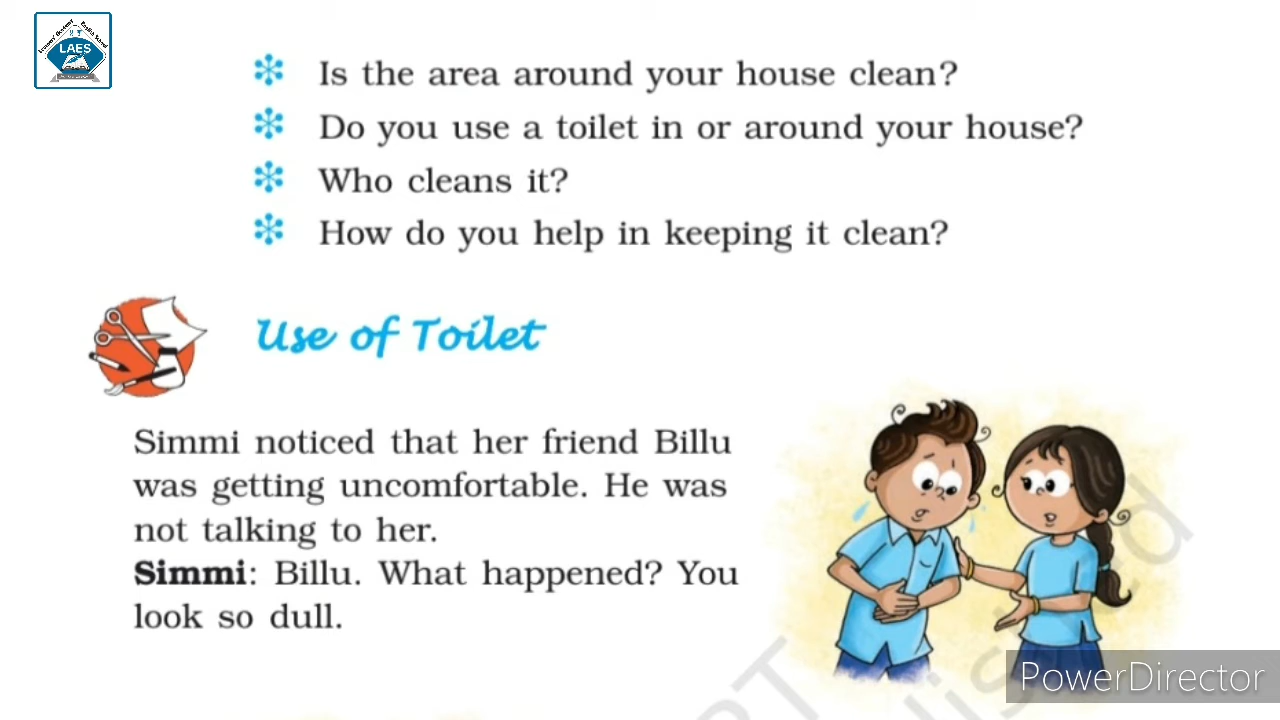 LAES
Is the area around your house clean?
Do you use a toilet in or around your house?
Who cleans it?
How do you help in keeping it clean?
Use of Toilet
Simmi noticed that her friend Billu
was getting uncomfortable. He was
not talking to her.
Simmi: Billu. What happened? You
look so dull.
PowerDirector